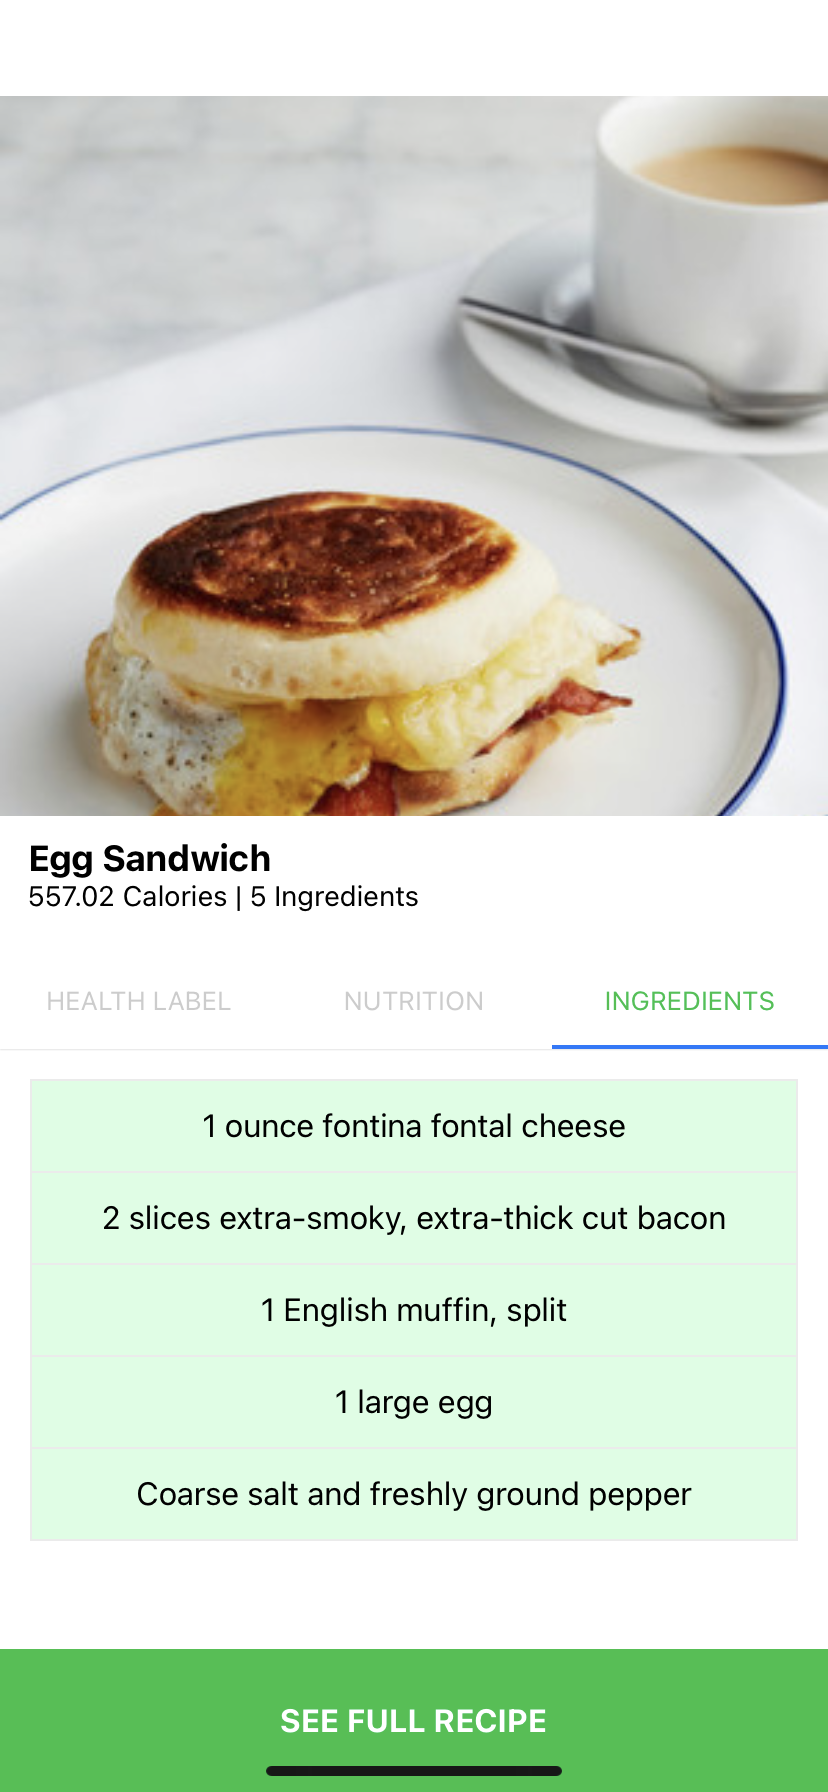 Egg Sandwich
557.02 Calories | 5 Ingredients
HEALTH LABEL
NUTRITION
INGREDIENTS
1 ounce fontina fontal cheese
2 slices extra-smoky, extra-thick cut bacon
1 English muffin, split
1 large egg
Coarse salt and freshly ground pepper
SEE FULL RECIPE